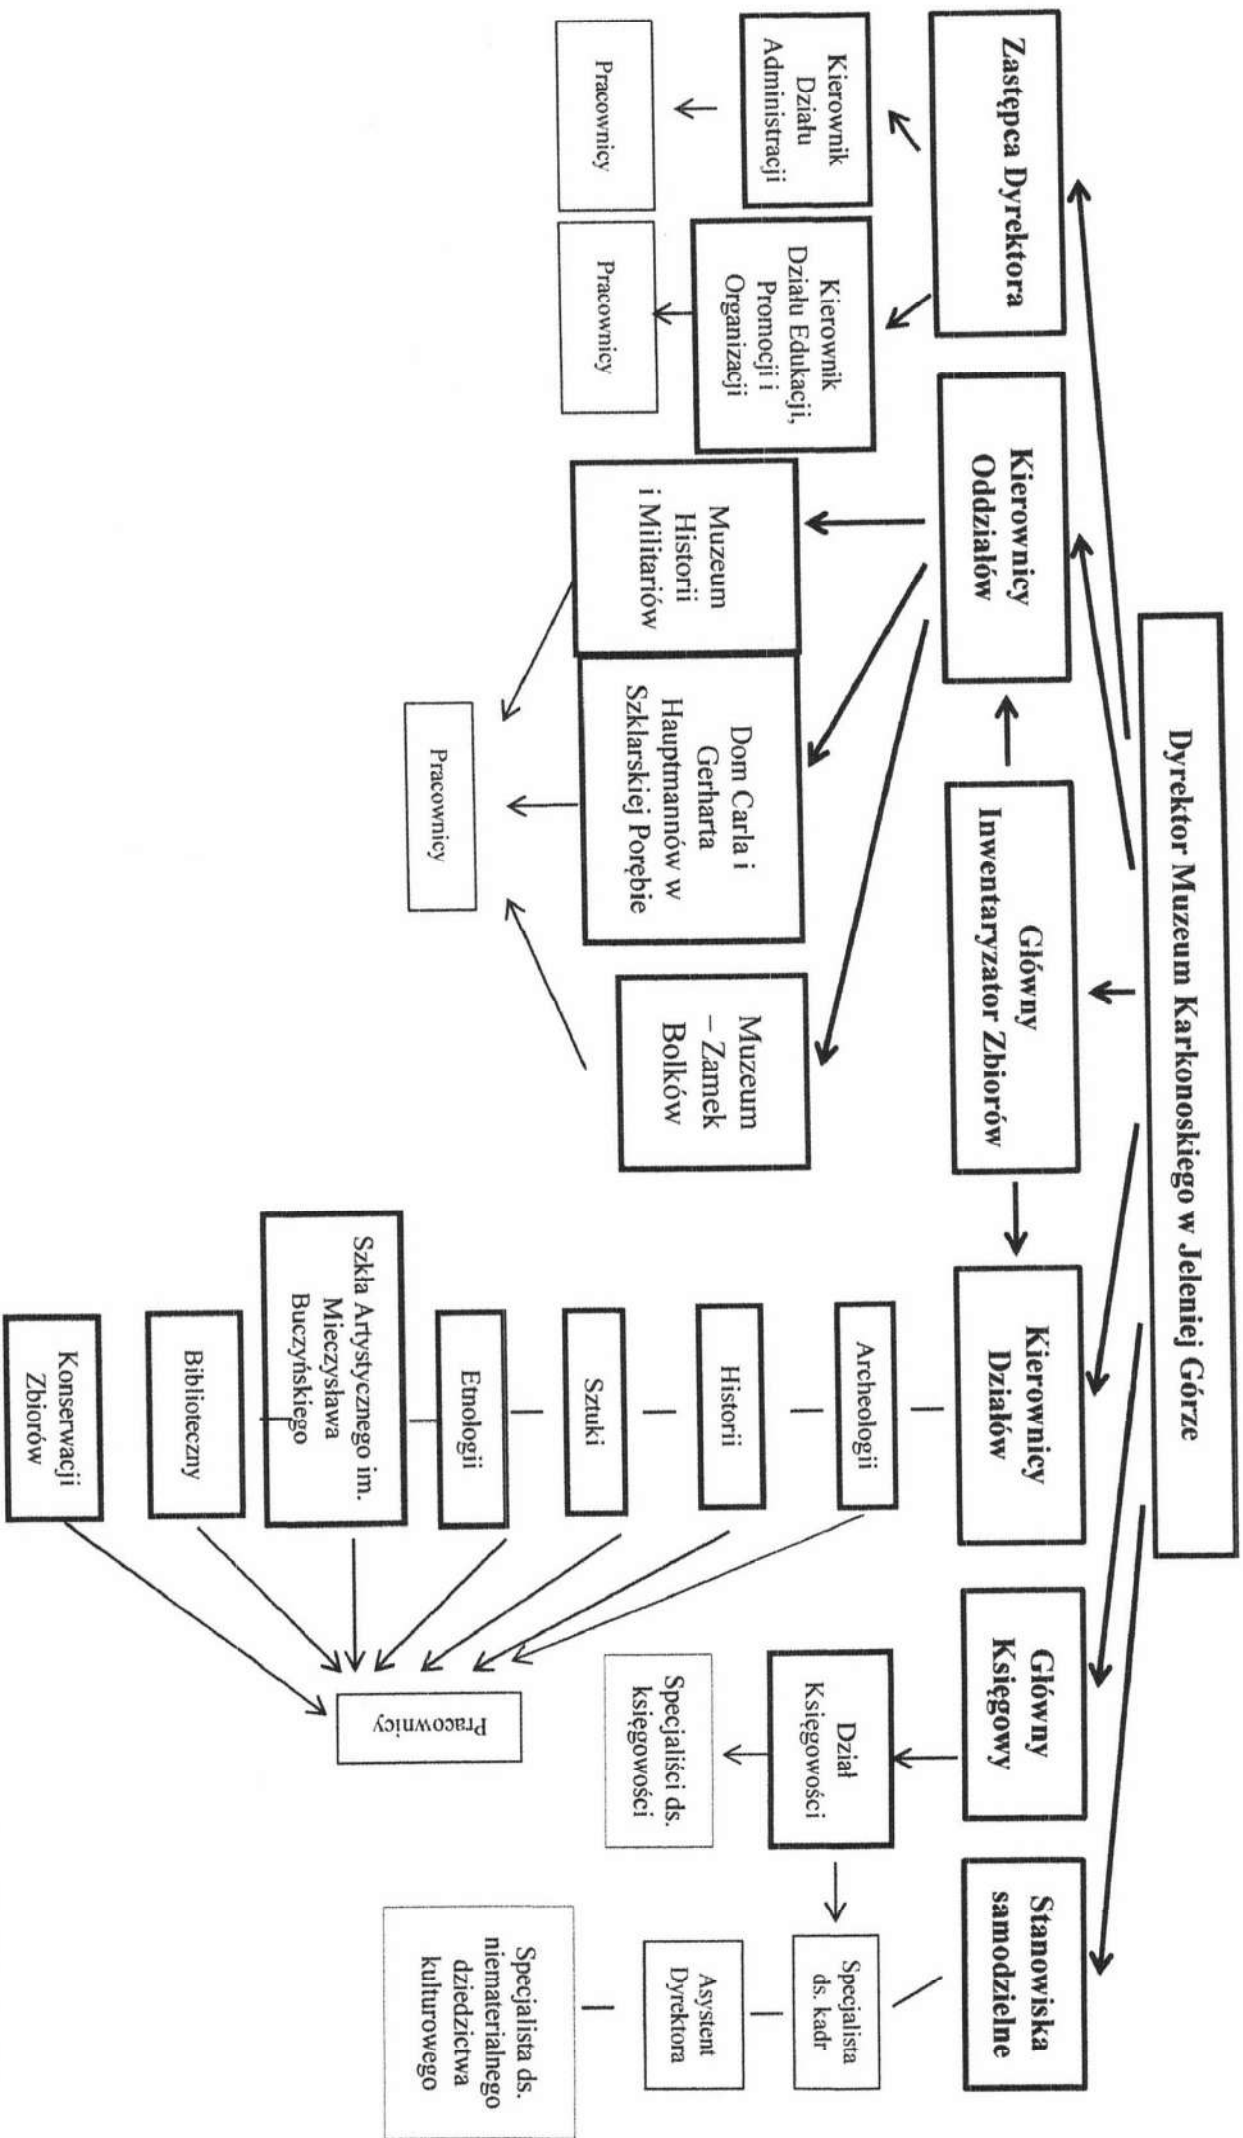 Dyrektor Muzeum Karkonoskiego w Jeleniej Górze
Zastępca Dyrektora
Kierownicy
Oddziałów
Główny
Inwentaryzator Zbiorów
Kierownicy
Działów
Główny
Księgowy
Stanowiska
samodzielne
Kierownik
Działu
Administracji
Pracownicy
Kierownik
Działu Edukacji,
Promocji i
Organizacji
Pracownicy
Muzeum
Historii
i Militariów
Dom Carla i
Gerharta
Hauptmannów w
Szklarskiej Porębie
Muzeum
– Zamek
Bolków
Pracownicy
Archeologii
Historii
Sztuki
Etnologii
Szkła Artystycznego im.
Mieczysława
Buczyńskiego
Biblioteczny
Konserwacji
Zbiorów
Pracownicy
Dział
Księgowości
Specjaliści ds.
księgowości
Specjalista
ds. kadr
Asystent
Dyrektora
Specjalista ds.
niematerialnego
dziedzictwa
kulturowego